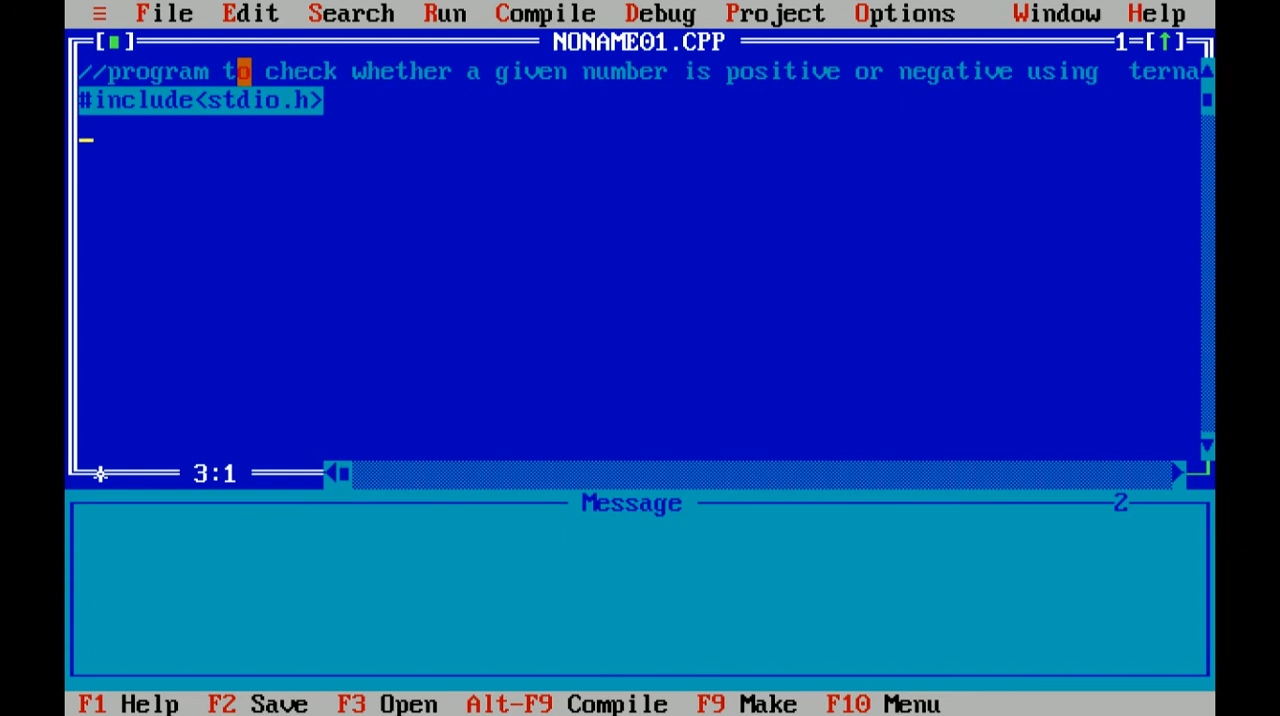 ≡ File Edit Search Run Compile Debug Project Options Window Help
[■] NONAME01.CPP 1=[↑]
//program to check whether a given number is positive or negative using  terna
#include<stdio.h>
3:1
Message 2
F1 Help F2 Save F3 Open Alt-F9 Compile F9 Make F10 Menu